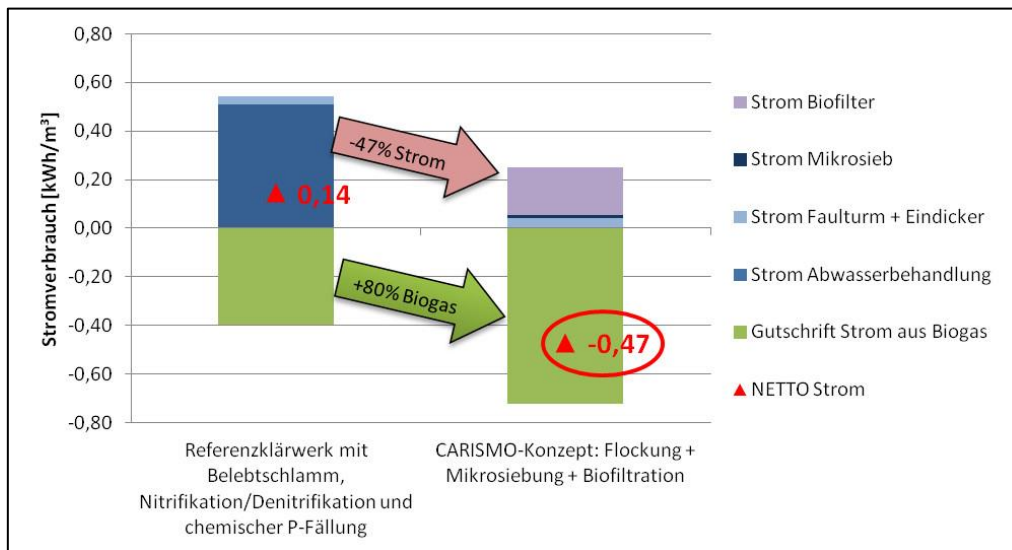 0,80
0,60
0,40
0,20
0,00
-0,20
-0,40
-0,60
-0,80
Stromverbrauch [kWh/m³]
-47% Strom
0,14
+80% Biogas
-0,47
Referenzklärwerk mit
Belebtschlamm,
Nitrifikation/Denitrifikation und
chemischer P-Fällung
CARISMO-Konzept: Flockung +
Mikrosiebung + Biofiltration
Strom Biofilter
Strom Mikrosieb
Strom Faulturm + Eindicker
Strom Abwasserbehandlung
Gutschrift Strom aus Biogas
NETTO Strom